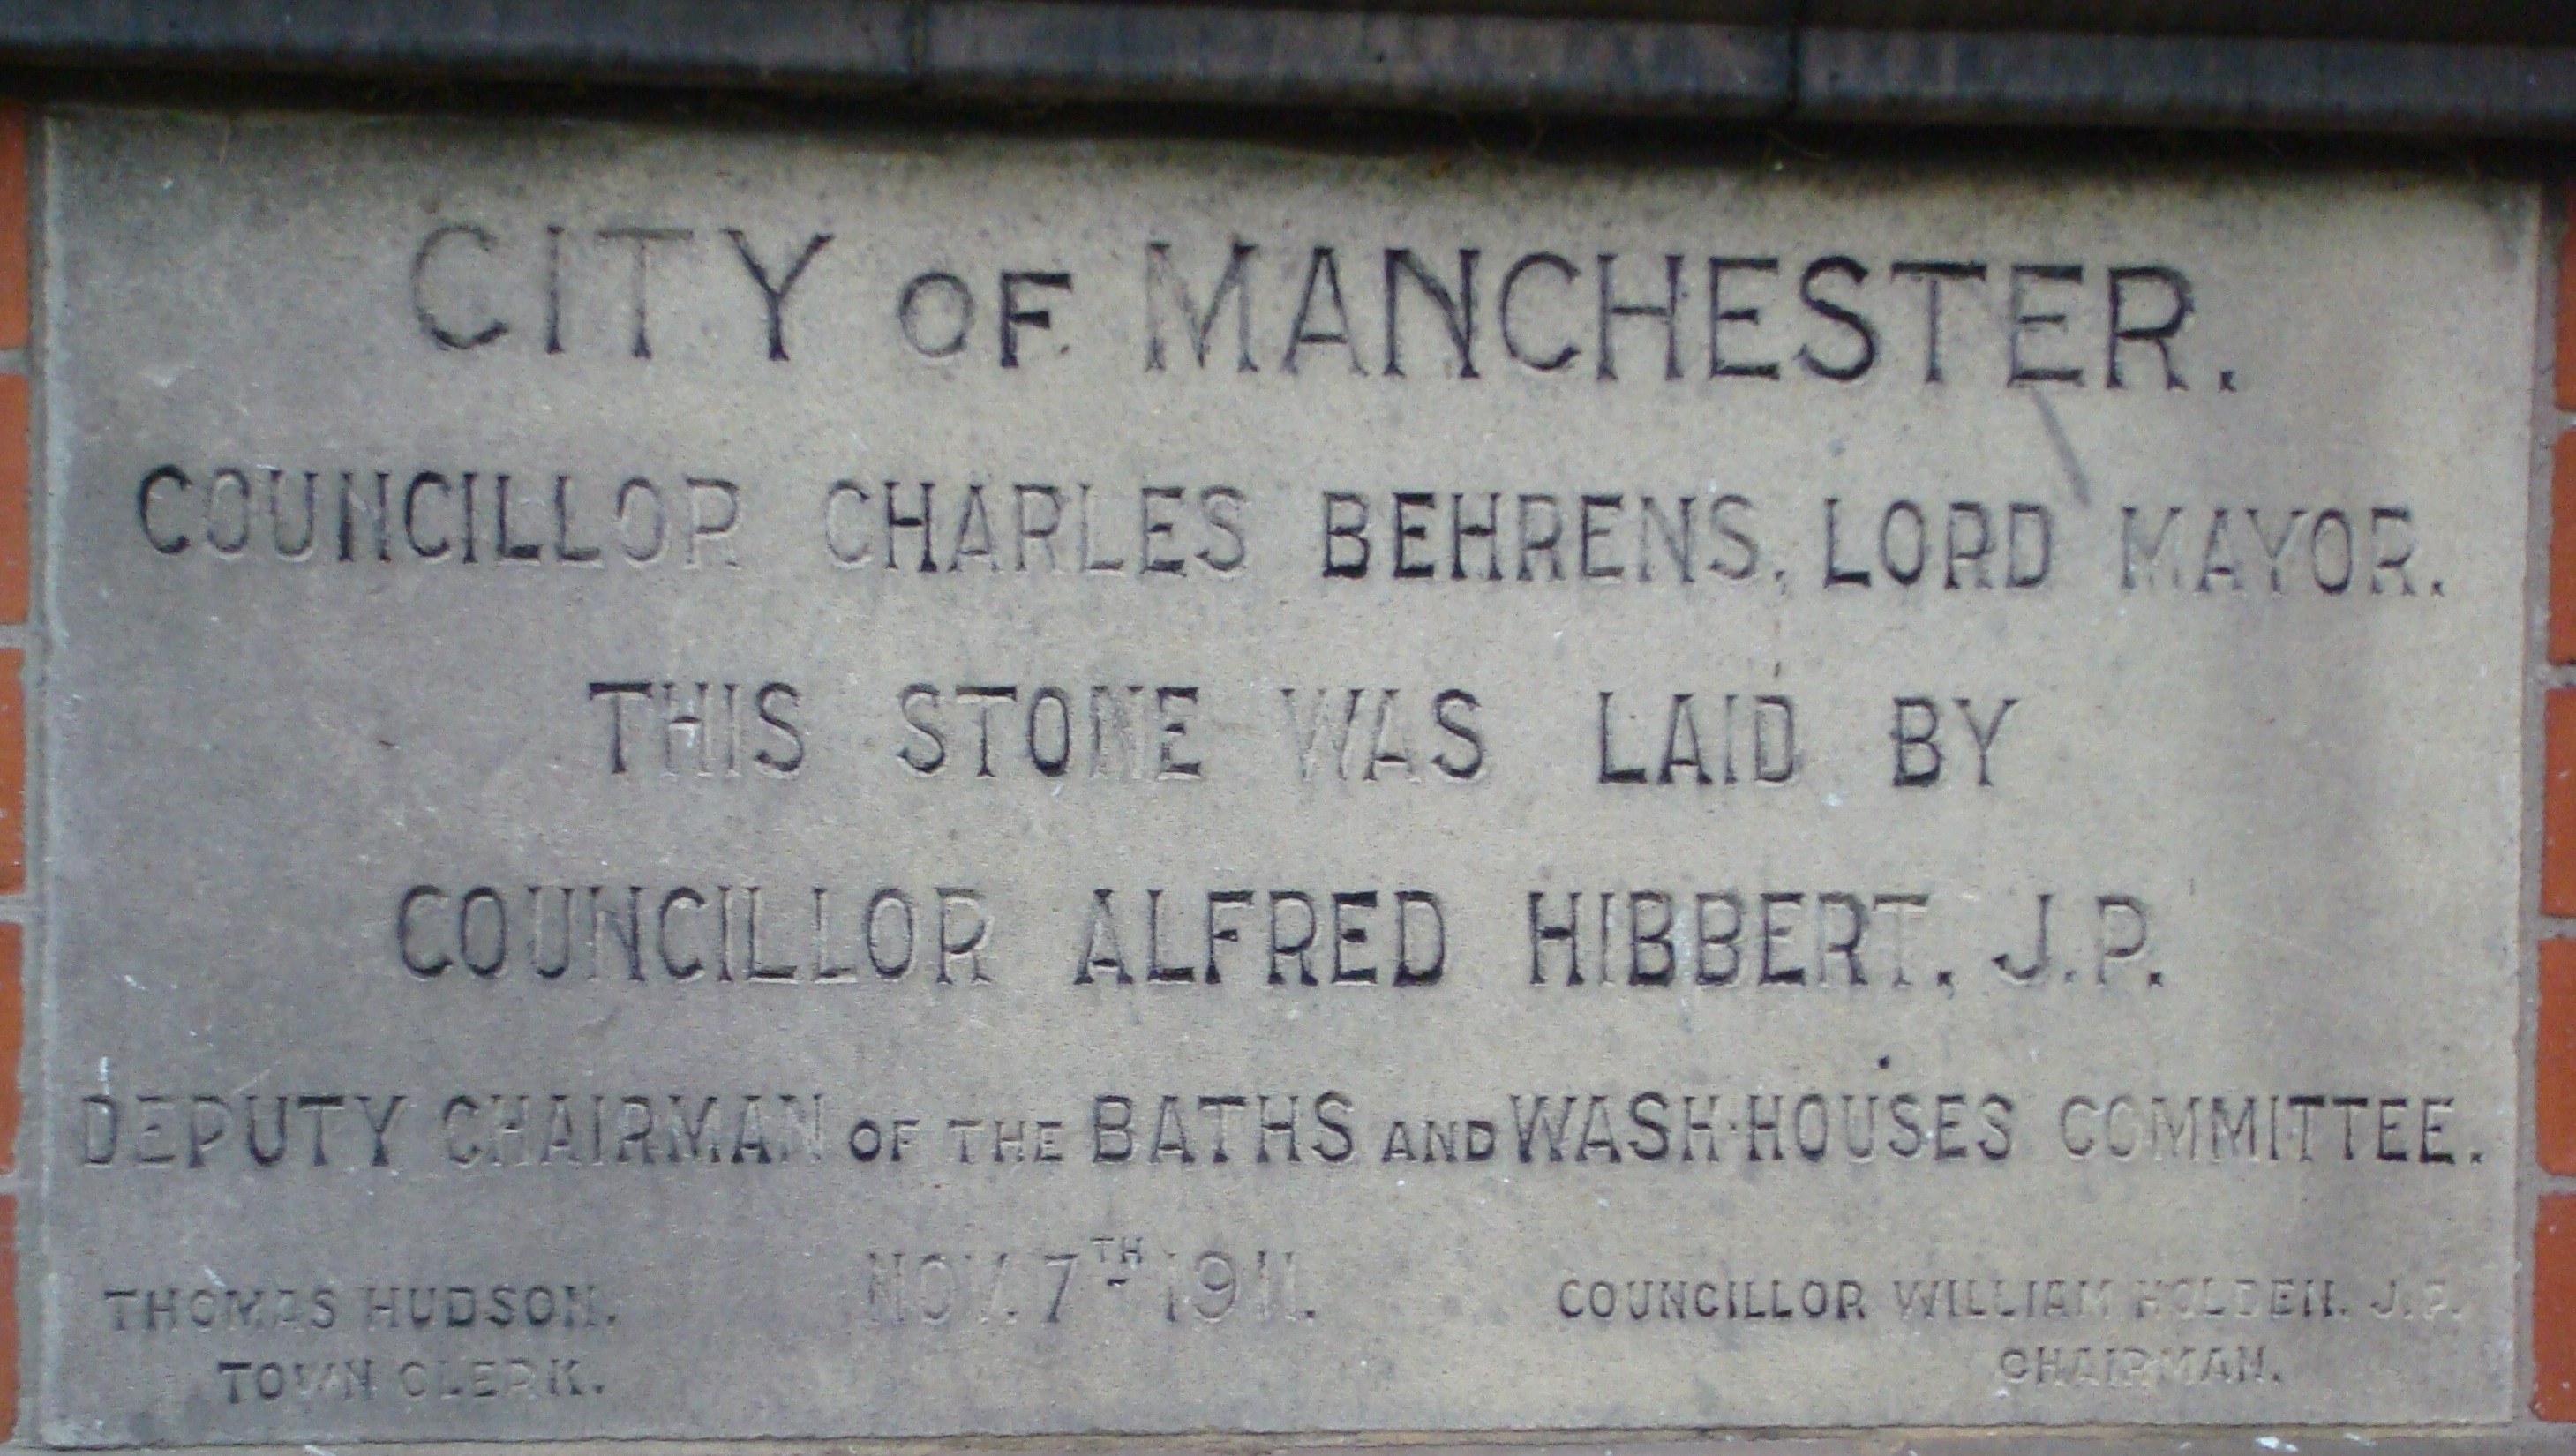 CITY OF MANCHESTER.
COUNCILLOR CHARLES BEHRENS, LORD MAYOR.
THIS STONE WAS LAID BY
COUNCILLOR ALFRED HIBBERT. J.P.
DEPUTY CHAIRMAN OF THE BATHS AND WASH-HOUSES COMMITTEE.
NOV. 7TH 1911.
THOMAS HUDSON.
TOWN CLERK.
COUNCILLOR WILLIAM HOLDEN. J.P.
CHAIRMAN.